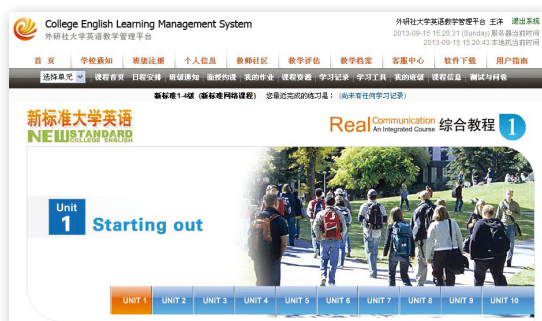 College English Learning Management System
外研社大学英语教学管理平台
外研社大学英语教学管理平台 王洋 退出系统
2013-09-15 15:20:31 (Sunday) 服务器当前时间
2013-09-15 15:20:43 本地机当前时间
首 页 学校通知 班级注册 个人信息 教师社区 教学评估 教学档案 客服中心 软件下载 用户指南
选择单元 课程首页 日程安排 班级通知 面授约课 我的作业 课程资源 学习记录 学习工具 我的班级 课程信息 测试与问卷
新标准1-4级 (新标准网络课程) 您最近完成的练习是: (尚未有任何学习记录)
新标准大学英语
NEW STANDARD
COLLEGE ENGLISH
Real Communication
An Integrated Course 综合教程 1
Unit
1 Starting out
UNIT 1 UNIT 2 UNIT 3 UNIT 4 UNIT 5 UNIT 6 UNIT 7 UNIT 8 UNIT 9 UNIT 10